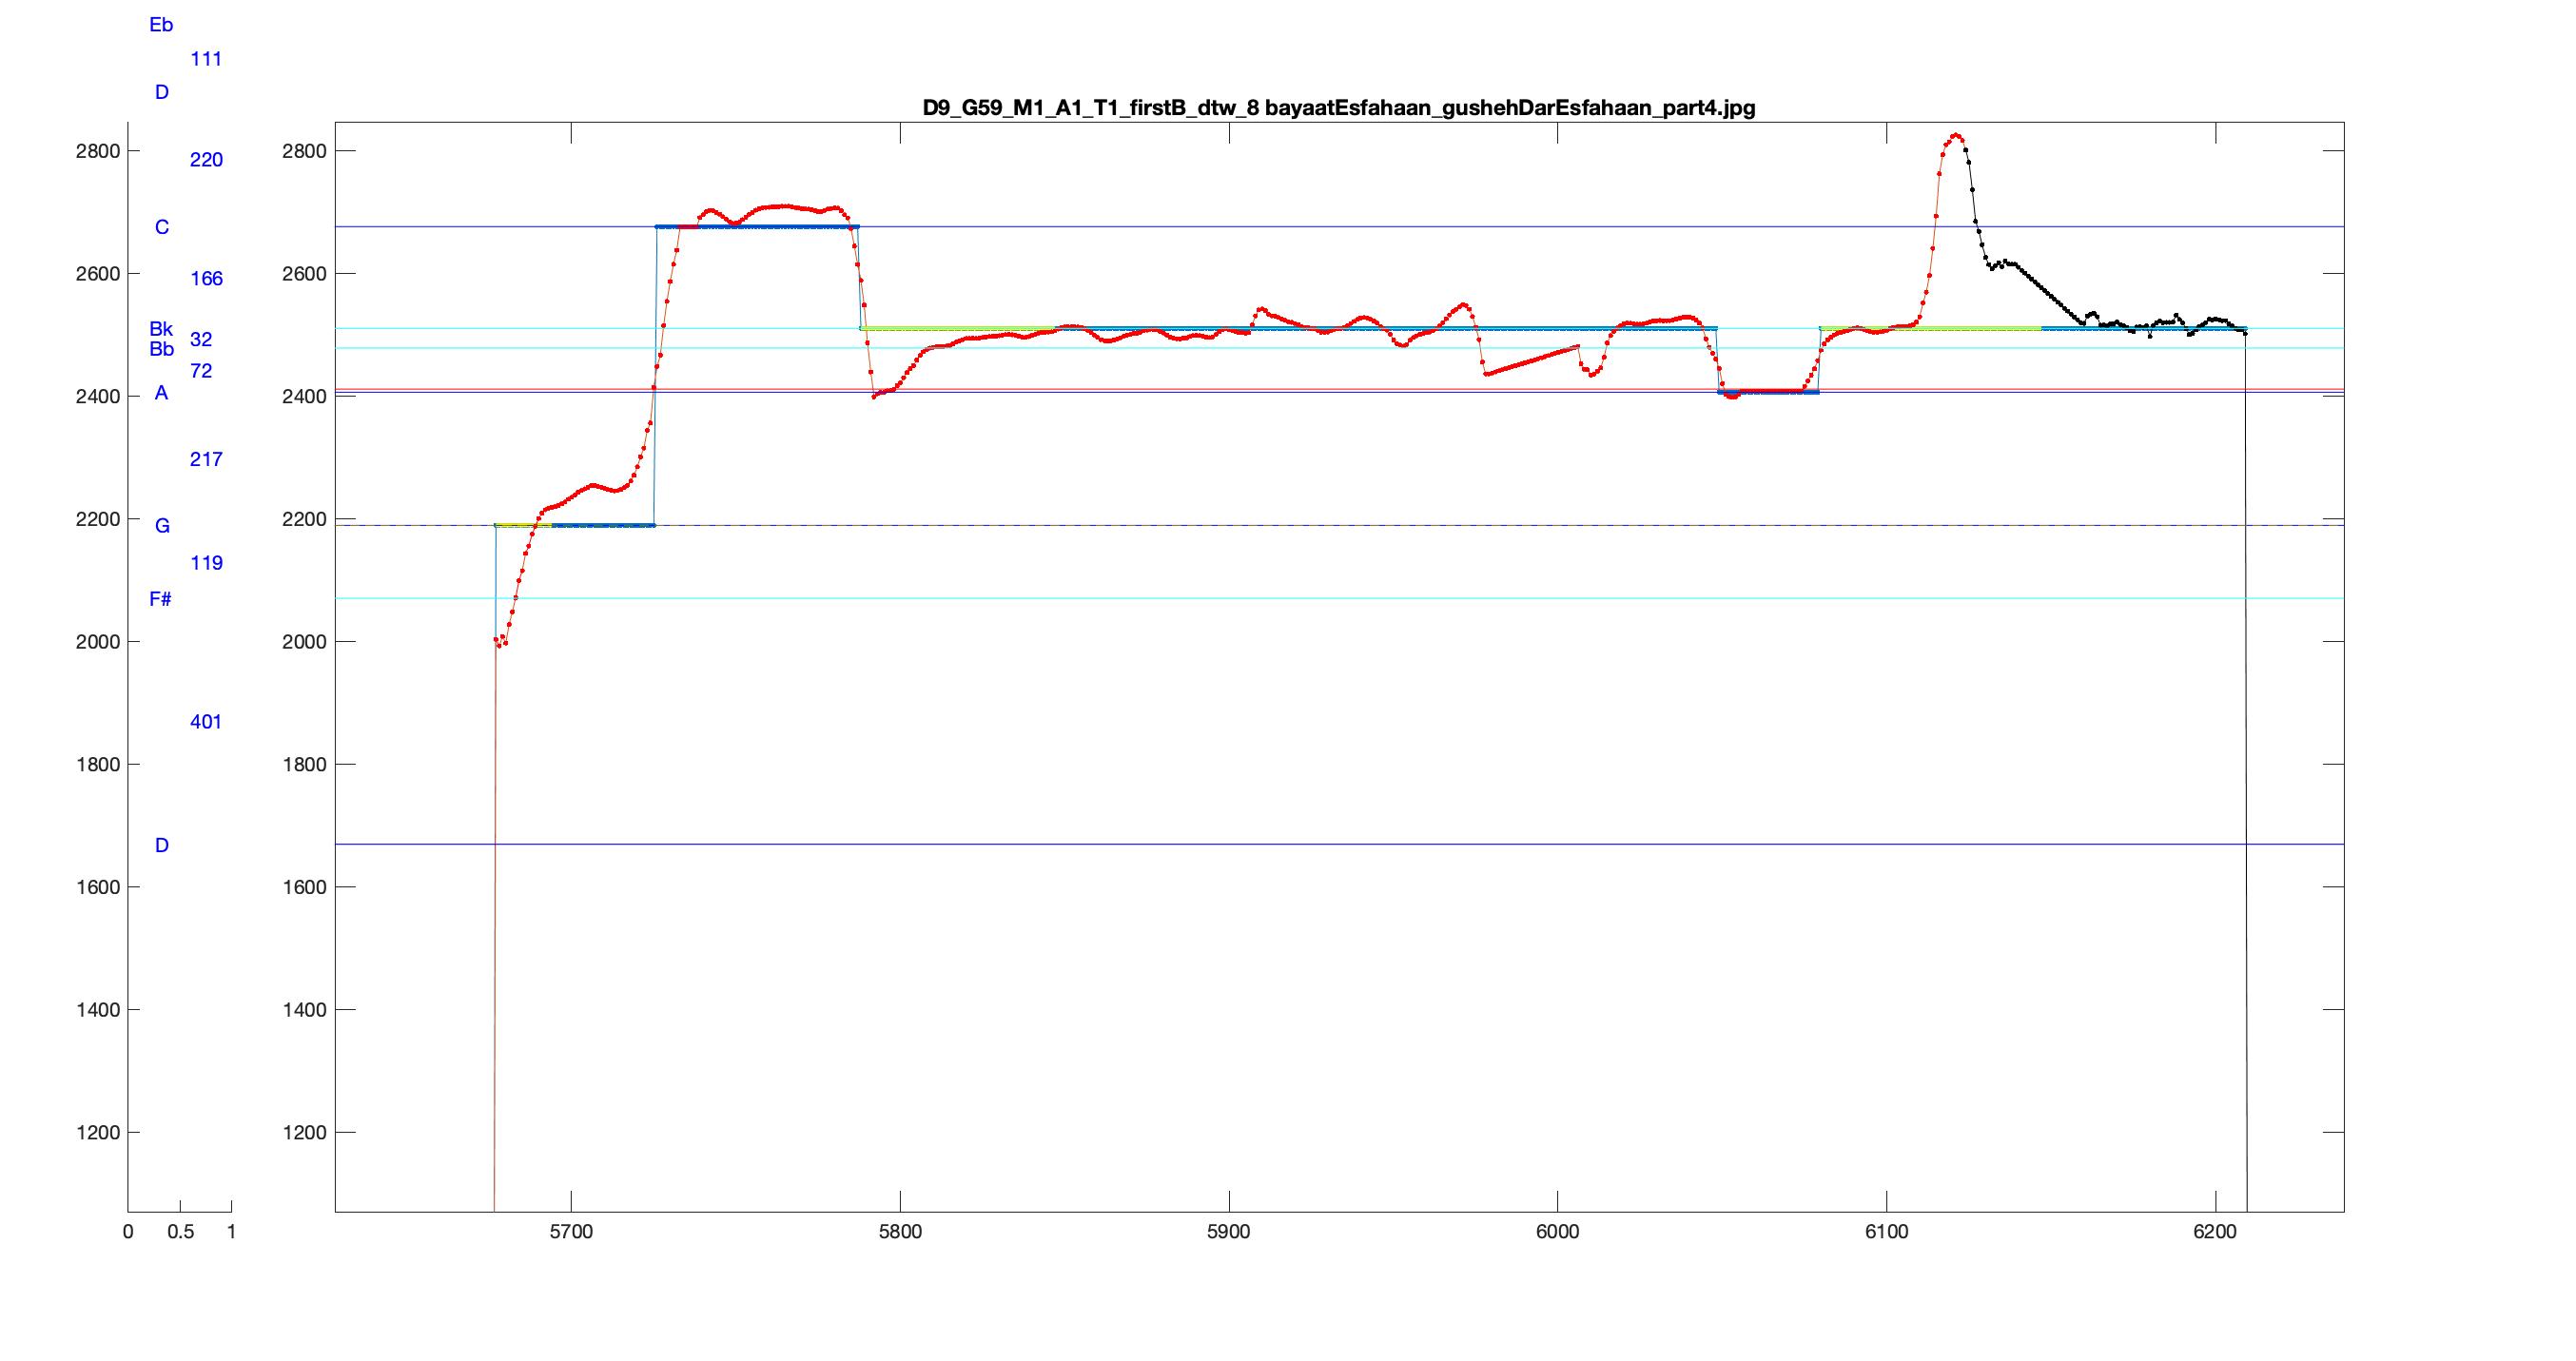 Eb
111
D
D9_G59_M1_A1_T1_firstB_dtw_8 bayaatEsfahaan_gushehDarEsfahaan_part4.jpg
2800 220 2800
C
2600 166 2600
Bk
32
Bb
72
2400 A 2400
217
2200 G 2200
119
F#
2000 2000
401
1800 1800
D
1600 1600
1400 1400
1200 1200
0 0.5 1 5700 5800 5900 6000 6100 6200